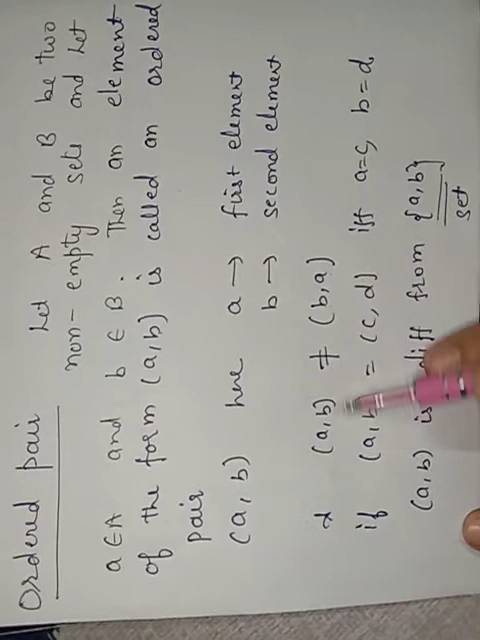 Ordered pair
Let A and B be two
non-empty sets and let
a∈A and b∈B. Then an element
of the form (a,b) is called an ordered
pair
(a, b) here a → first element
b → second element
(a,b) ≠ (b,a)
if (a, b = (c, d) iff a=c, b=d
(a,b) is diff from {a,b}
set